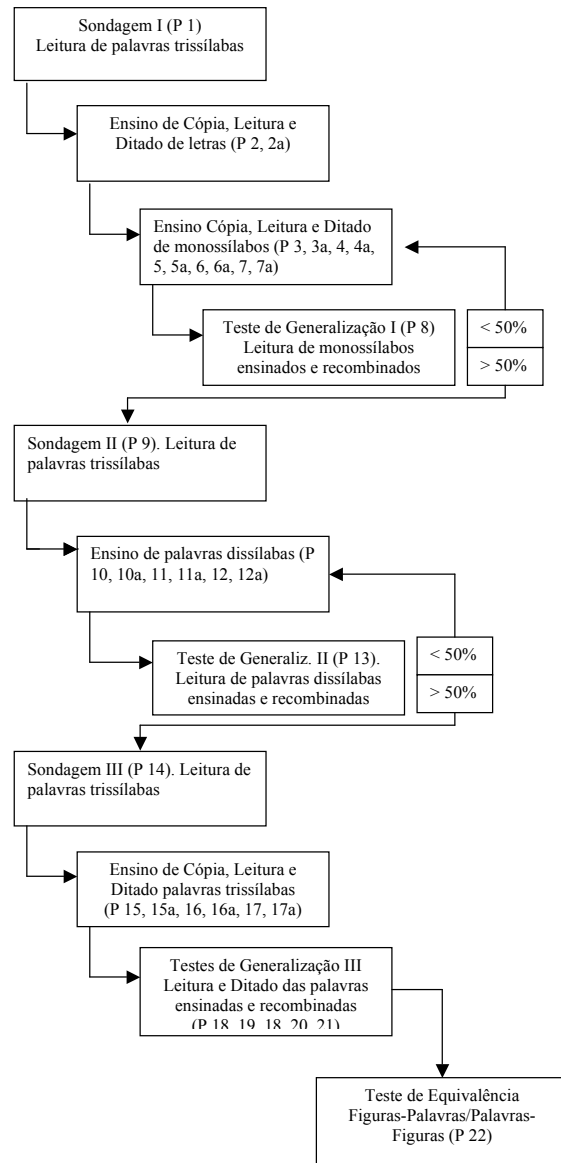 Sondagem I (P 1)
Leitura de palavras trissílabas
Ensino de Cópia, Leitura e
Ditado de letras (P 2, 2a)
Ensino Cópia, Leitura e Ditado
de monossílabos (P 3, 3a, 4, 4a,
5, 5a, 6, 6a, 7, 7a)
Teste de Generalização I (P 8)
Leitura de monossílabos
ensinados e recombinados
< 50%
> 50%
Sondagem II (P 9). Leitura de
palavras trissílabas
Ensino de palavras dissílabas (P
10, 10a, 11, 11a, 12, 12a)
Teste de Generaliz. II (P 13).
Leitura de palavras dissílabas
ensinadas e recombinadas
< 50%
> 50%
Sondagem III (P 14). Leitura de
palavras trissílabas
Ensino de Cópia, Leitura e
Ditado palavras trissílabas
(P 15, 15a, 16, 16a, 17, 17a)
Testes de Generalização III
Leitura e Ditado das palavras
ensinadas e recombinadas
(P 18, 19, 18, 20, 21)
Teste de Equivalência
Figuras-Palavras/Palavras-
Figuras (P 22)